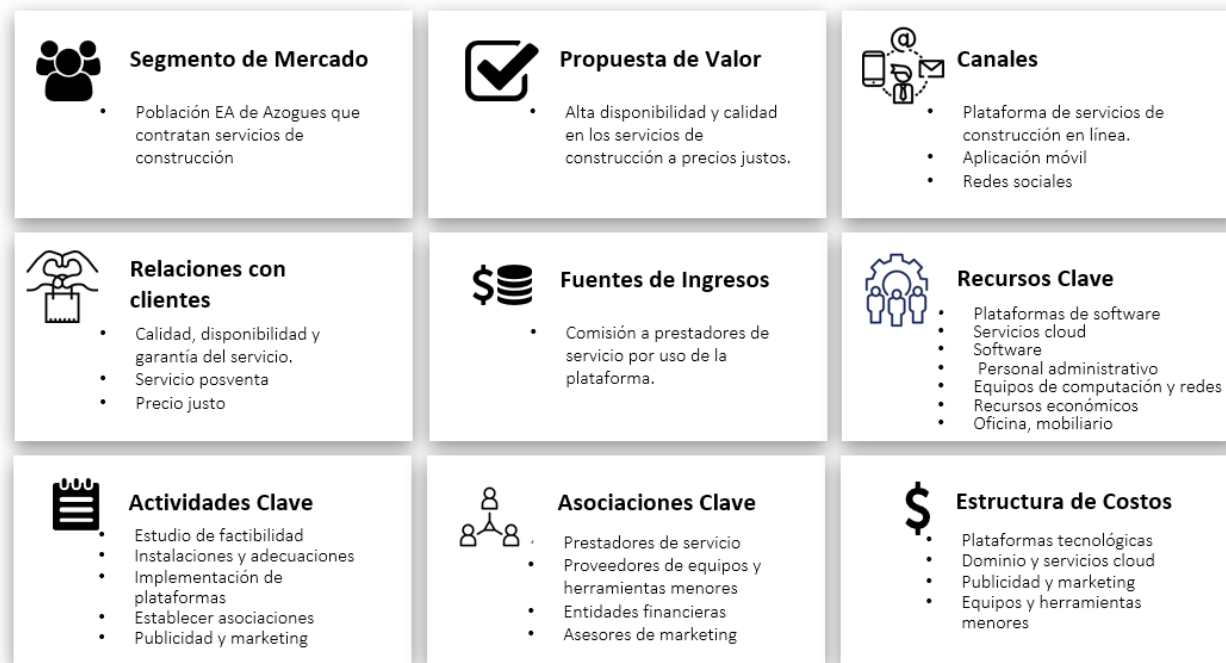 Segmento de Mercado
• Población EA de Azogues que
contratan servicios de
construcción
Propuesta de Valor
• Alta disponibilidad y calidad
en los servicios de
construcción a precios justos.
@
Canales
• Plataforma de servicios de
construcción en línea.
• Aplicación móvil
• Redes sociales
Relaciones con
clientes
• Calidad, disponibilidad y
garantía del servicio.
• Servicio posventa
• Precio justo
$
Fuentes de Ingresos
• Comisión a prestadores de
servicio por uso de la
plataforma.
Recursos Clave
• Plataformas de software
• Servicios cloud
• Software
• Personal administrativo
• Equipos de computación y redes
• Recursos económicos
• Oficina, mobiliario
Actividades Clave
• Estudio de factibilidad
• Instalaciones y adecuaciones
• Implementación de
plataformas
• Establecer asociaciones
• Publicidad y marketing
Asociaciones Clave
• Prestadores de servicio
• Proveedores de equipos y
herramientas menores
• Entidades financieras
• Asesores de marketing
$
Estructura de Costos
• Plataformas tecnológicas
• Dominio y servicios cloud
• Publicidad y marketing
• Equipos y herramientas
menores